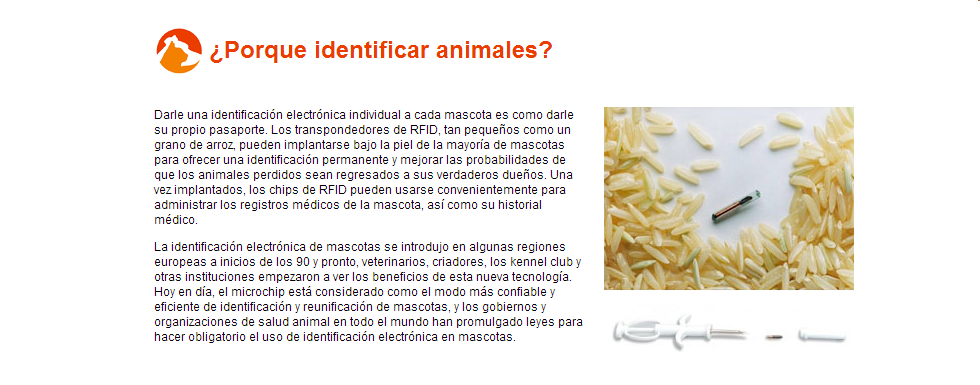 ¿Porque identificar animales?
Darle una identificación electrónica individual a cada mascota es como darle
su propio pasaporte. Los transpondedores de RFID, tan pequeños como un
grano de arroz, pueden implantarse bajo la piel de la mayoría de mascotas
para ofrecer una identificación permanente y mejorar las probabilidades de
que los animales perdidos sean regresados a sus verdaderos dueños. Una
vez implantados, los chips de RFID pueden usarse convenientemente para
administrar los registros médicos de la mascota, así como su historial
médico.
La identificación electrónica de mascotas se introdujo en algunas regiones
europeas a inicios de los 90 y pronto, veterinarios, criadores, los kennel club y
otras instituciones empezaron a ver los beneficios de esta nueva tecnología.
Hoy en día, el microchip está considerado como el modo más confiable y
eficiente de identificación y reunificación de mascotas, y los gobiernos y
organizaciones de salud animal en todo el mundo han promulgado leyes para
hacer obligatorio el uso de identificación electrónica en mascotas.